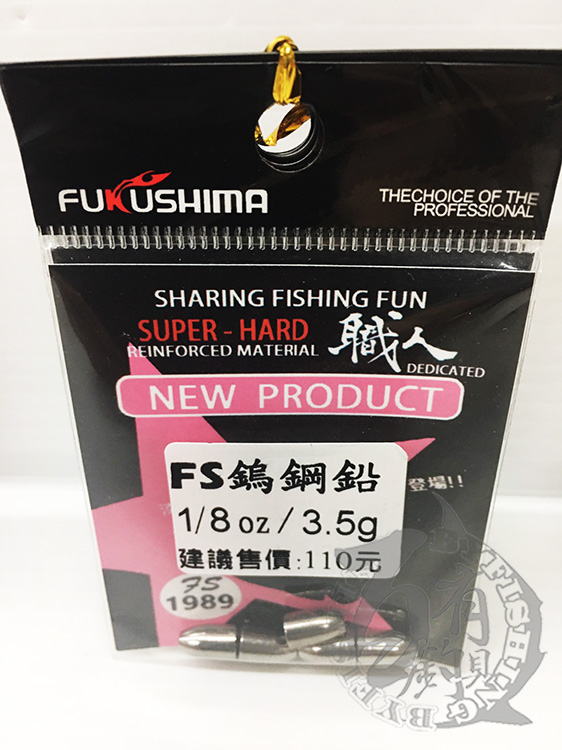 FUKUSHIMA
THECHOICE OF THE
PROFESSIONAL
SHARING FISHING FUN
SUPER - HARD
REINFORCED MATERIAL
職人
DEDICATED
NEW PRODUCT
登場!!
FS鎢鋼鉛
1/8 oz / 3.5g
建議售價:110元
FS
1989